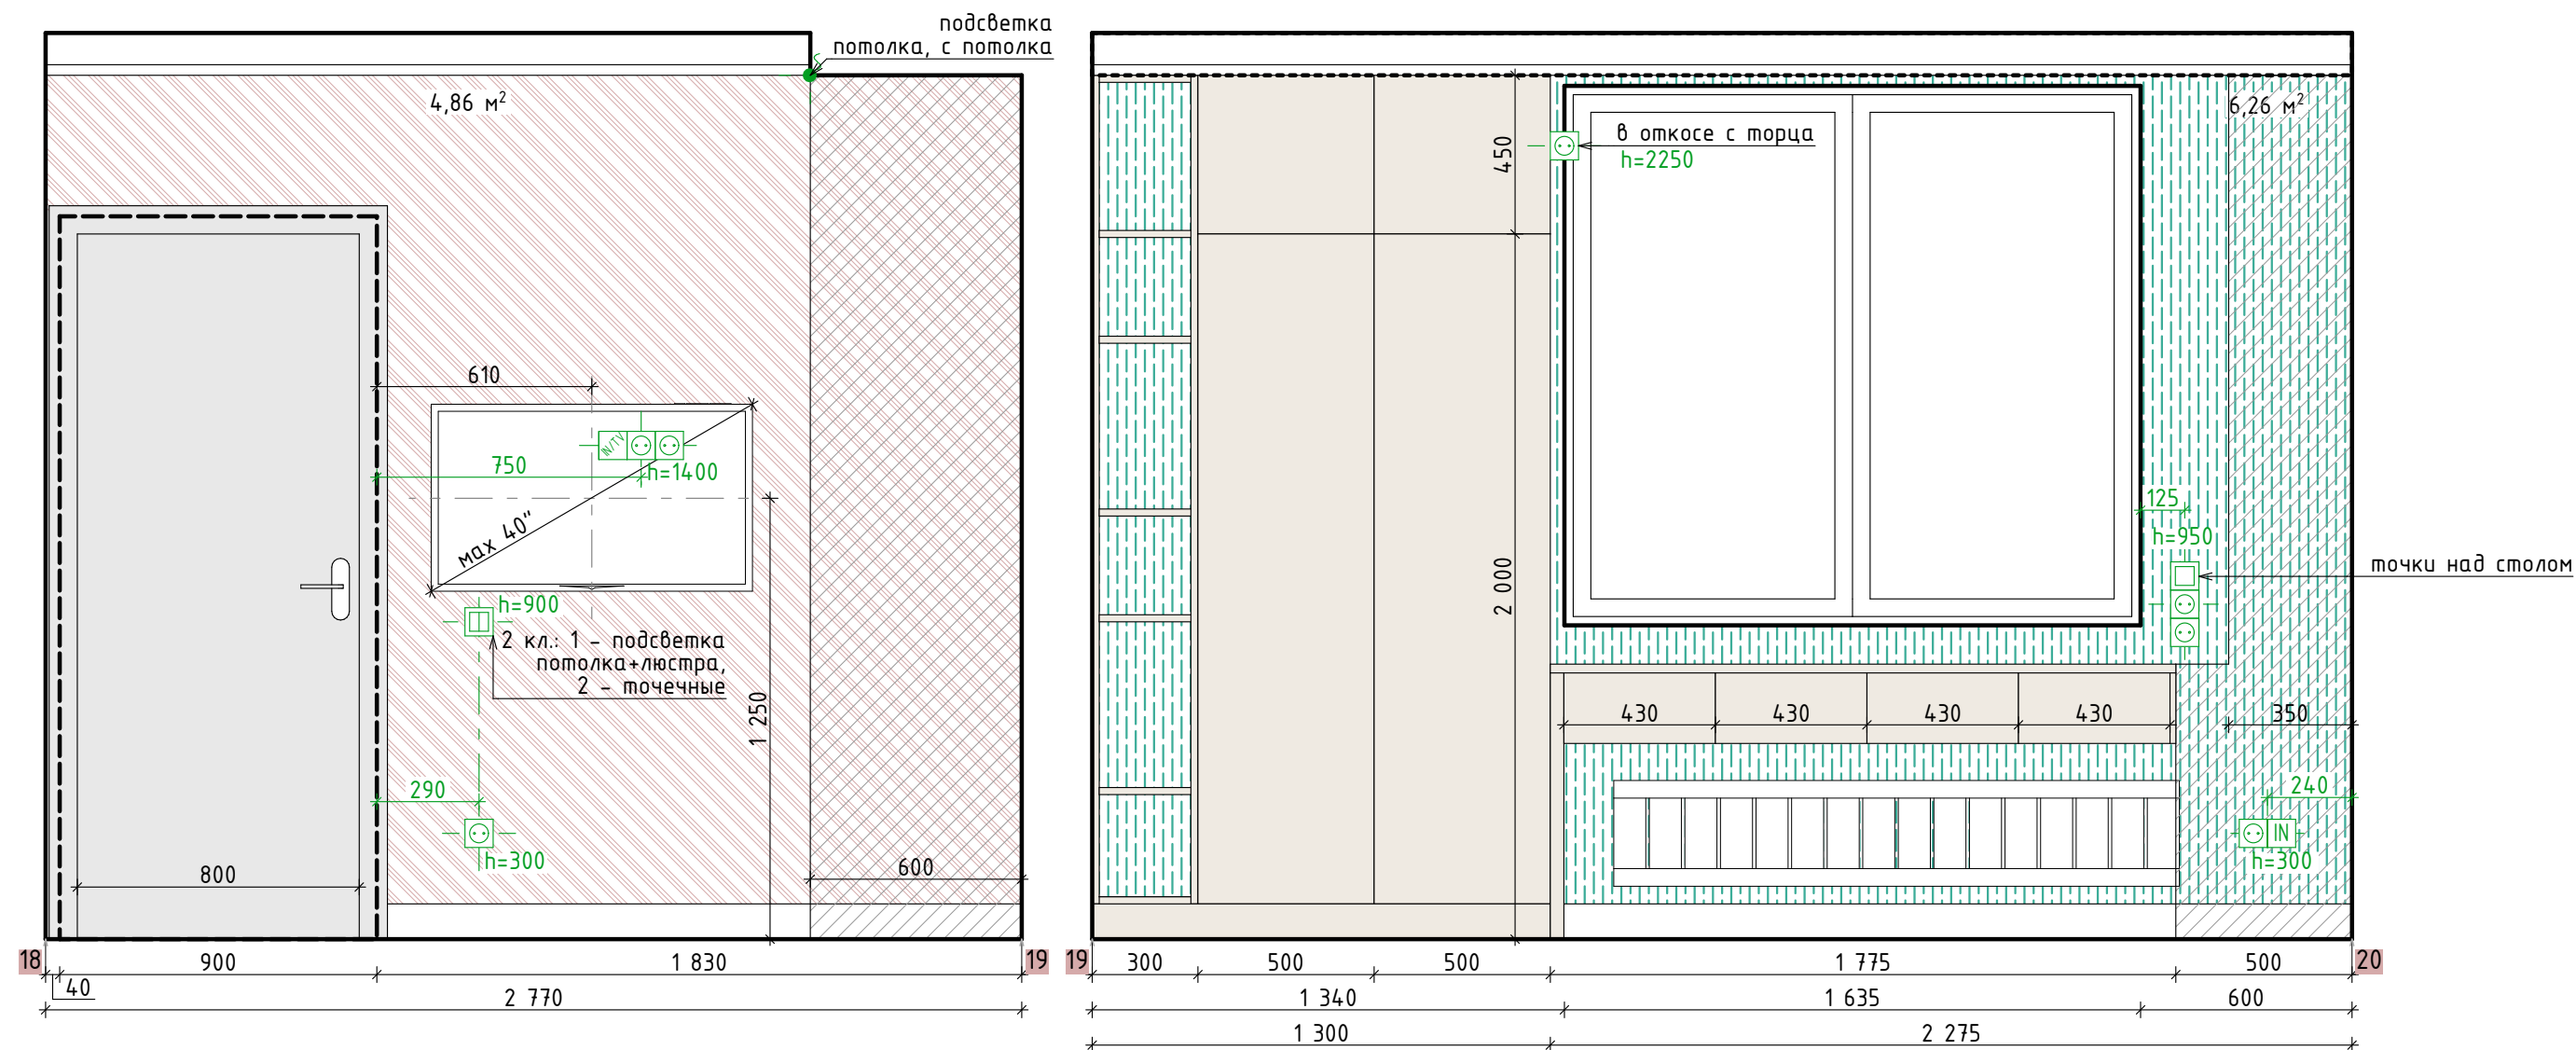 подсветка
потолка, с потолка
4,86 м²
6,26 м²
в откосе с торца
h=2250
450
610
IN/TV
750
h=1400
max 40"
125
h=950
точки над столом
2 000
h=900
2 кл.: 1 – подсветка
потолка+люстра,
2 – точечные
1 250
430
430
430
430
350
290
240
IN
h=300
h=300
800
600
18
900
1 830
19
40
2 770
19
300
500
500
1 775
500
20
1 340
1 635
600
1 300
2 275